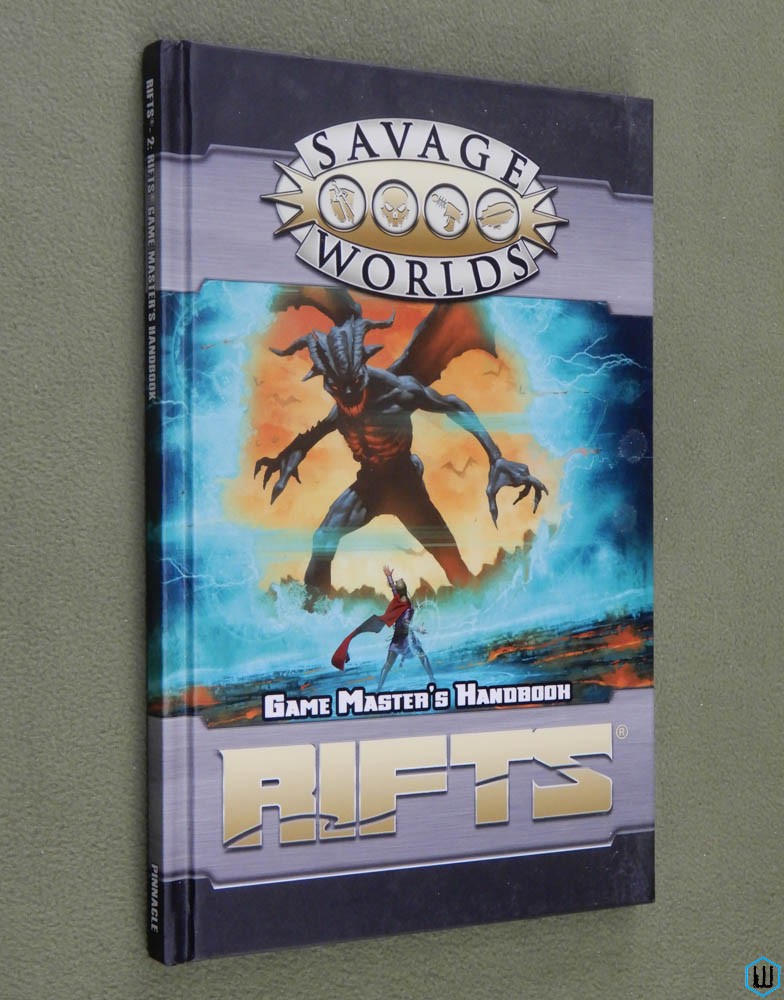 SAVAGE
WORLDS
GAME MASTER'S HANDBOOK
RIFTS®
RIFTS® - 2: RIFTS® GAME MASTER'S HANDBOOK
PINNACLE
W